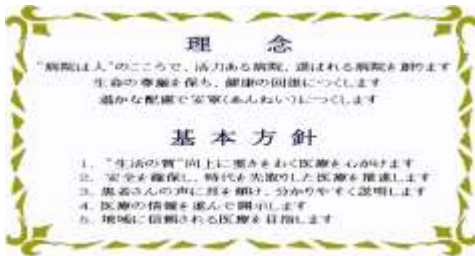 理 念
"病院は人"のこころで、活力ある病院、選ばれる病院を創ります
生命の尊厳を保ち、健康の回復につくします
温かな配慮で安寧(あんねい)につくします
基本方針
1. "生活の質"向上に重きをおく医療を心がけます
2. 安全を確保し、時代を先取りした医療を推進します
3. 患者さんの声に耳を傾け、分かりやすく説明します
4. 医療の情報を進んで開示します
5. 地域に信頼される医療を目指します